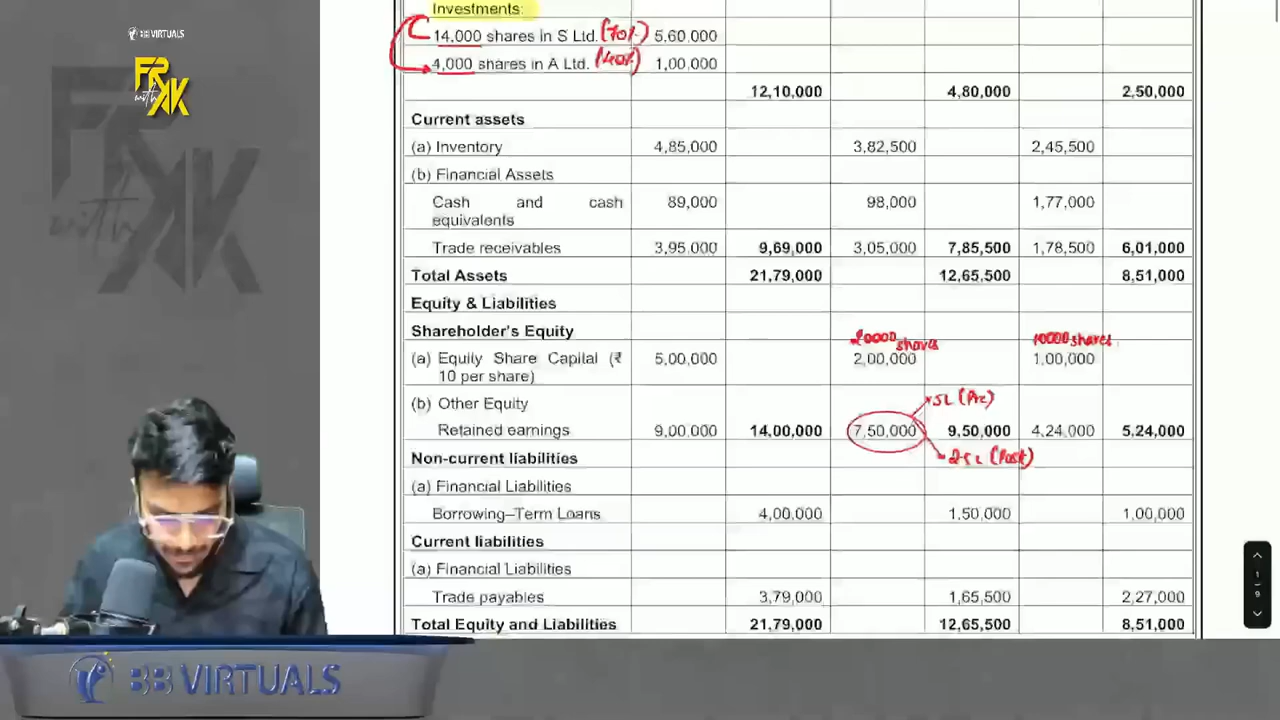 BB VIRTUALS
FR
with
AK
Investments:
14,000 shares in S Ltd. (70%) 5,60,000
4,000 shares in A Ltd. (40%) 1,00,000
12,10,000 4,80,000 2,50,000
Current assets
(a) Inventory 4,85,000 3,82,500 2,45,500
(b) Financial Assets
Cash and cash equivalents 89,000 98,000 1,77,000
Trade receivables 3,95,000 9,69,000 3,05,000 7,85,500 1,78,500 6,01,000
Total Assets 21,79,000 12,65,500 8,51,000
Equity & Liabilities
Shareholder's Equity
20000 shares 10000 shares
(a) Equity Share Capital (₹ 5,00,000 2,00,000 1,00,000
10 per share)
(b) Other Equity 5L (Pre)
Retained earnings 9,00,000 14,00,000 7,50,000 9,50,000 4,24,000 5,24,000
Non-current liabilities 2.5L (Post)
(a) Financial Liabilities
Borrowing–Term Loans 4,00,000 1,50,000 1,00,000
Current liabilities
(a) Financial Liabilities
Trade payables 3,79,000 1,65,500 2,27,000
Total Equity and Liabilities 21,79,000 12,65,500 8,51,000
1
9
BB VIRTUALS